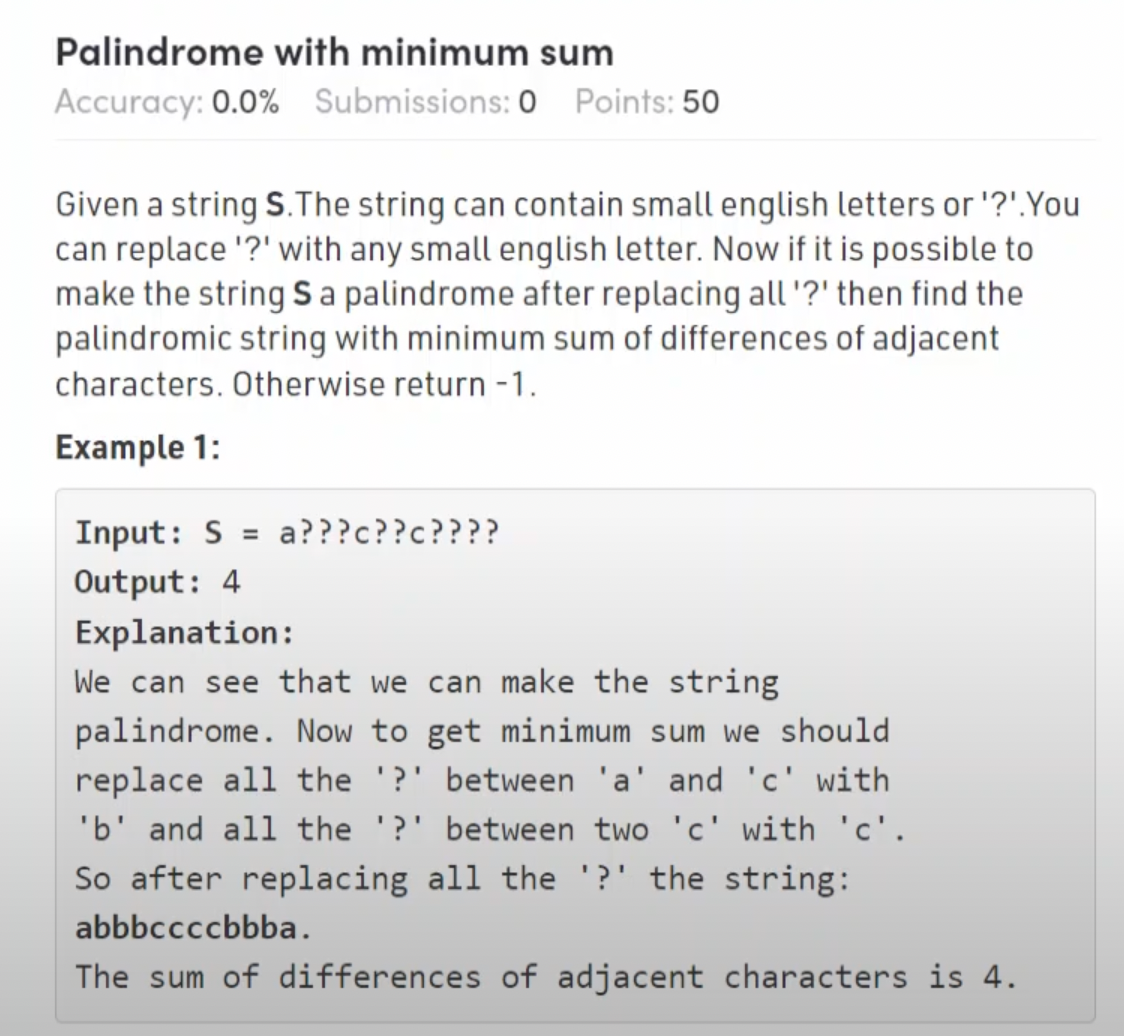 Palindrome with minimum sum
Accuracy: 0.0% Submissions: 0 Points: 50
Given a string S.The string can contain small english letters or '?'.You
can replace '?' with any small english letter. Now if it is possible to
make the string S a palindrome after replacing all '?' then find the
palindromic string with minimum sum of differences of adjacent
characters. Otherwise return -1.
Example 1:
Input: S = a???c??c????
Output: 4
Explanation:
We can see that we can make the string
palindrome. Now to get minimum sum we should
replace all the '?' between 'a' and 'c' with
'b' and all the '?' between two 'c' with 'c'.
So after replacing all the '?' the string:
abbbccccbbba.
The sum of differences of adjacent characters is 4.